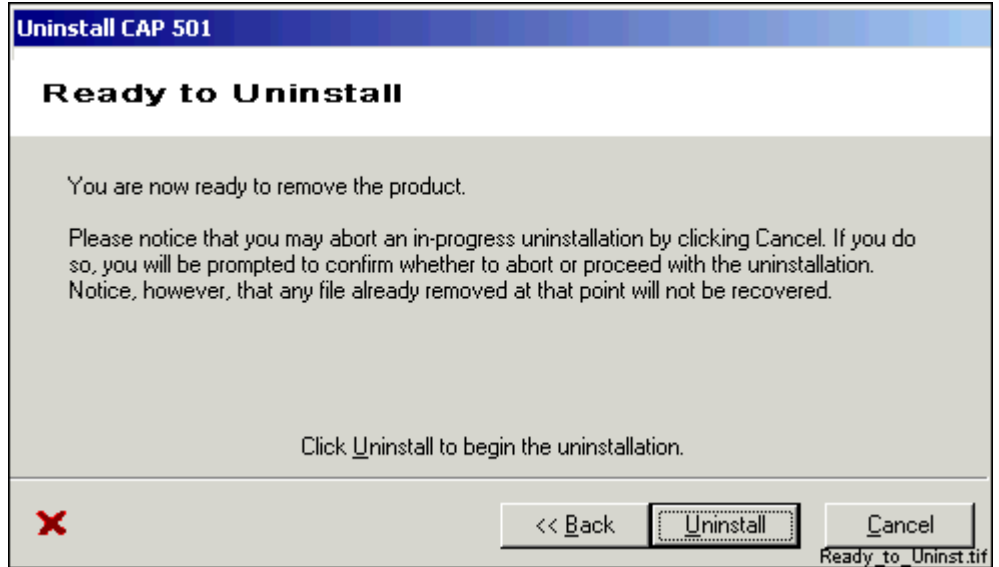 Uninstall CAP 501
Ready to Uninstall
You are now ready to remove the product.
Please notice that you may abort an in-progress uninstallation by clicking Cancel. If you do
so, you will be prompted to confirm whether to abort or proceed with the uninstallation.
Notice, however, that any file already removed at that point will not be recovered.
Click Uninstall to begin the uninstallation.
<< Back Uninstall Cancel
Ready_to_Uninst.tif